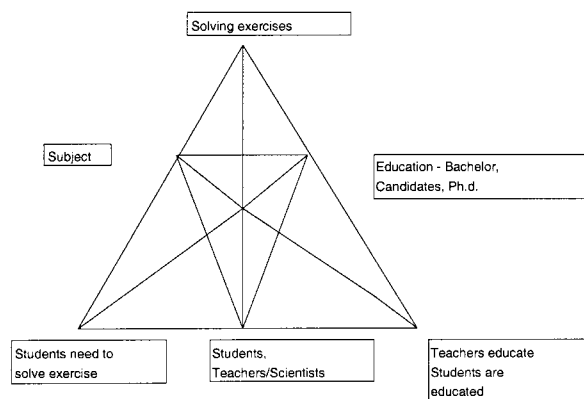 Solving exercises
Subject
Education - Bachelor,
Candidates, Ph.d.
Students need to
solve exercise
Students,
Teachers/Scientists
Teachers educate
Students are
educated